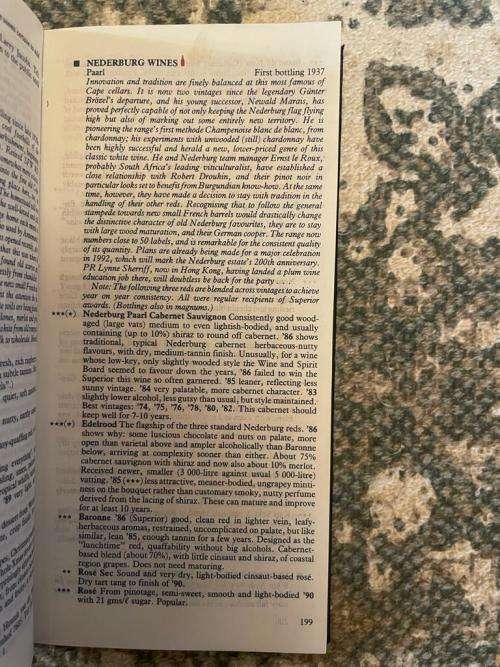 ■ NEDERBURG WINES
Paarl First bottling 1937
Innovation and tradition are finely balanced at this most famous of
Cape cellars. It is now two vintages since the legendary Günter
Brözel's departure, and his young successor, Newald Marais, has
proved perfectly capable of not only keeping the Nederburg flag flying
high but also of marking out some entirely new territory. He is
pioneering the range's first methode Champenoise blanc de blanc, from
chardonnay; his experiments with unwooded (still) chardonnay have
been highly successful and herald a new, lower-priced genre of this
classic white wine. He and Nederburg team manager Ernst le Roux,
probably South Africa's leading viticulturalist, have established a
close relationship with Robert Drouhin, and their pinot noir in
particular looks set to benefit from Burgundian know-how. At the same
time, however, they have made a decision to stay with tradition in the
handling of their other reds. Recognising that to follow the general
stampede towards new small French barrels would drastically change
the distinctive character of old Nederburg favourites, they are to stay
with large wood maturation, and their German cooper. The range now
numbers close to 50 labels, and is remarkable for the consistent quality
of its quantity. Plans are already being made for a major celebration
in 1992, which will mark the Nederburg estate's 200th anniversary.
PR Lynne Sherriff, now in Hong Kong, having landed a plum wine
education job there, will doubtless be back for the party . . .
Note: The following three reds are blended across vintages to achieve
year on year consistency. All were regular recipients of Superior
awards. (Bottlings also in magnums.)
***(*) Nederburg Paarl Cabernet Sauvignon Consistently good wood-
aged (large vats) medium to even lightish-bodied, and usually
containing (up to 10%) shiraz to round off cabernet. '86 shows
traditional, typical Nederburg cabernet herbaceous-nutty
flavours, with dry, medium-tannin finish. Unusually, for a wine
whose low-key, only slightly-wooded style the Wine and Spirit
Board seemed to favour down the years, '86 failed to win the
Superior this wine so often garnered. '85 leaner, reflecting less
sunny vintage. '84 very palatable, more cabernet character. '83
slightly lower alcohol, less gutsy than usual, but style maintained.
Best vintages: '74, '75, '76, '78, '80, '82. This cabernet should
keep well for 7-10 years.
***(*) Edelrood The flagship of the three standard Nederburg reds. '86
shows why: some luscious chocolate and nuts on palate, more
open than varietal above and ampler alcoholically than Baronne
below, arriving at complexity sooner than either. About 75%
cabernet sauvignon with shiraz and now also about 10% merlot.
Received newer, smaller (3 000-litre against usual 5 000-litre)
vatting. '85 (***) less attractive, meaner-bodied, ungrapey minti-
ness on the bouquet rather than customary smoky, nutty perfume
derived from the lacing of shiraz. These can mature and improve
for at least 10 years.
*** Baronne '86 (Superior) good, clean red in lighter vein, leafy-
herbaceous aromas, restrained, uncomplicated on palate, but like
similar, lean '85, enough tannin for a few years. Designed as the
"lunchtime" red, quaffability without big alcohols. Cabernet-
based blend (about 70%), with little cinsaut and shiraz, of coastal
region grapes. Does not need maturing.
** Rosé Sec Sound and very dry, light-bodied cinsaut-based rosé.
Dry tart tang to finish of '90.
*** Rosé From pinotage, semi-sweet, smooth and light-bodied '90
with 21 gms/ℓ sugar. Popular.
199